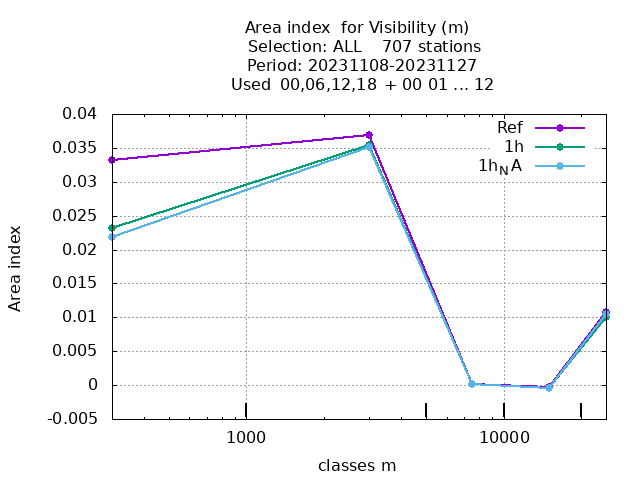 Area index  for Visibility (m)
Selection: ALL    707 stations
Period: 20231108-20231127
Used  00,06,12,18  + 00 01 ... 12
Ref
1h
1h_N A
0.04
0.035
0.03
0.025
0.02
0.015
0.01
0.005
0
-0.005
Area index
1000
10000
classes m